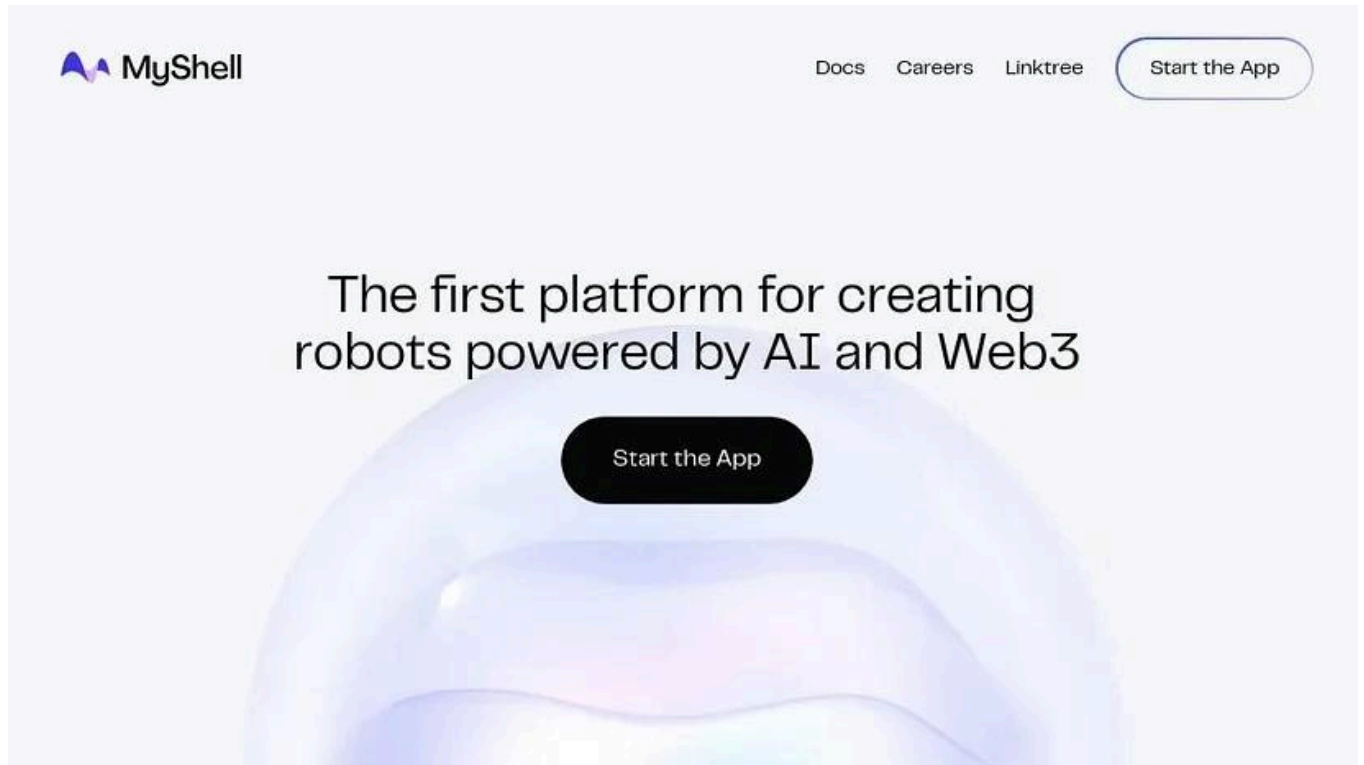 MyShell
Docs Careers Linktree Start the App
The first platform for creating
robots powered by AI and Web3
Start the App